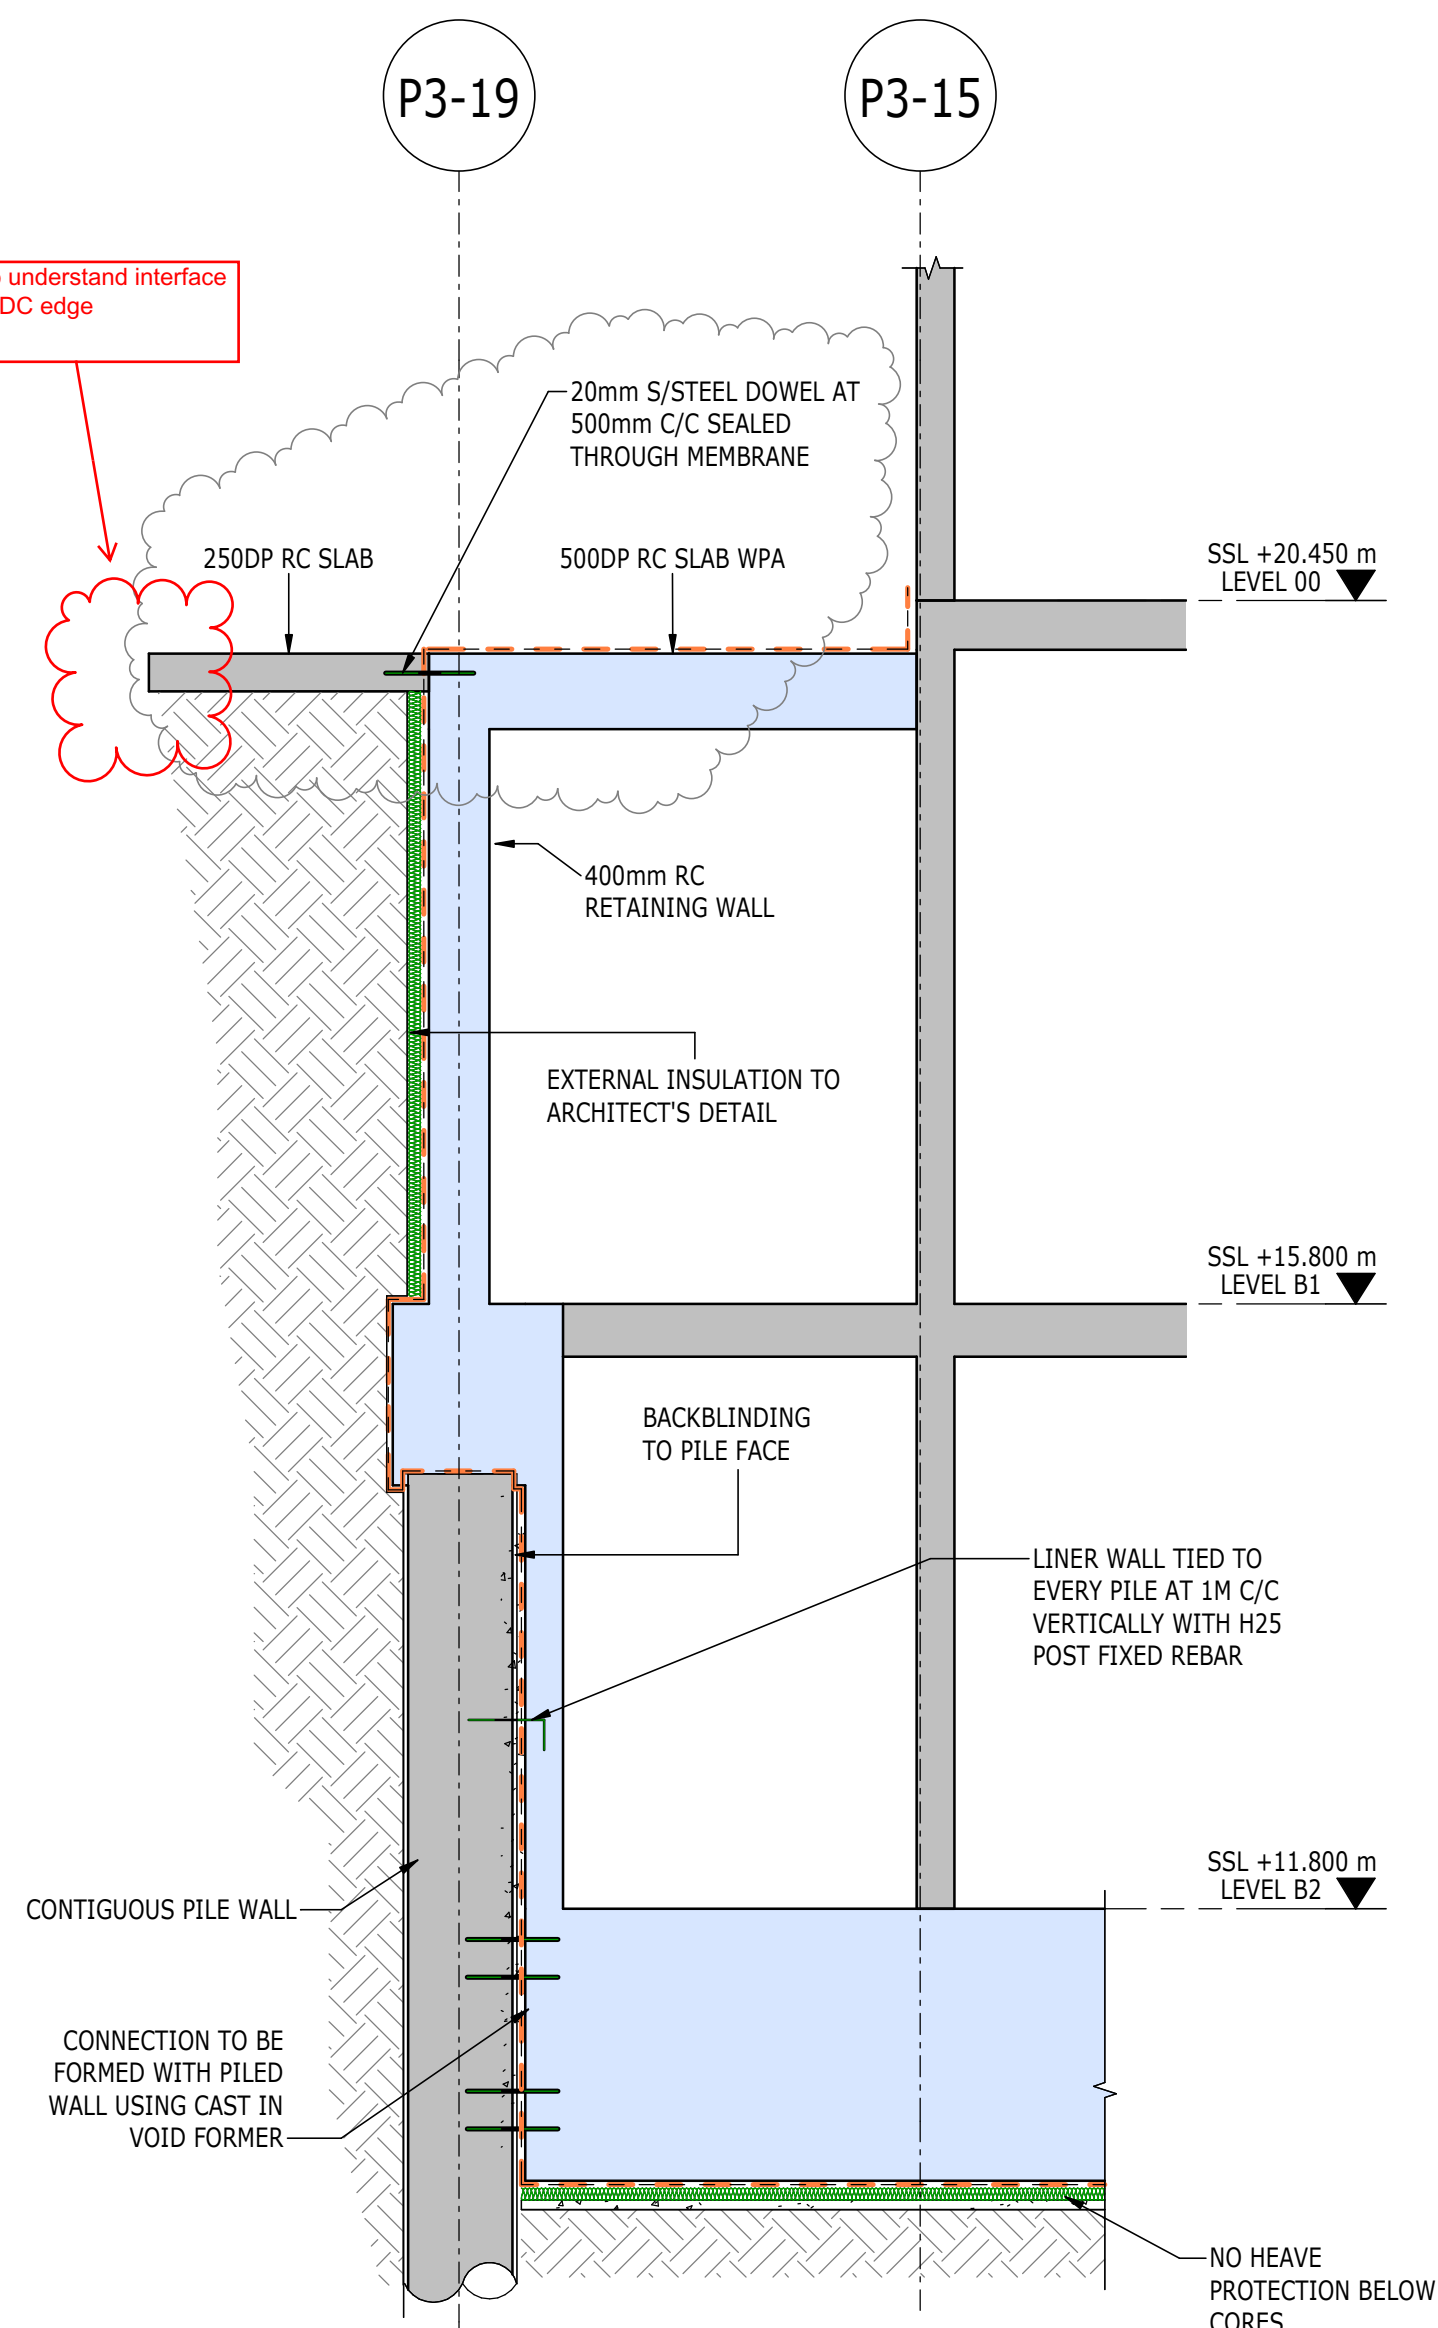 P3-19
P3-15
understand interface
DC edge
20mm S/STEEL DOWEL AT
500mm C/C SEALED
THROUGH MEMBRANE
250DP RC SLAB
500DP RC SLAB WPA
SSL +20.450 m
LEVEL 00
400mm RC
RETAINING WALL
EXTERNAL INSULATION TO
ARCHITECT'S DETAIL
SSL +15.800 m
LEVEL B1
BACKBLINDING
TO PILE FACE
LINER WALL TIED TO
EVERY PILE AT 1M C/C
VERTICALLY WITH H25
POST FIXED REBAR
SSL +11.800 m
LEVEL B2
CONTIGUOUS PILE WALL
CONNECTION TO BE
FORMED WITH PILED
WALL USING CAST IN
VOID FORMER
NO HEAVE
PROTECTION BELOW
CORES